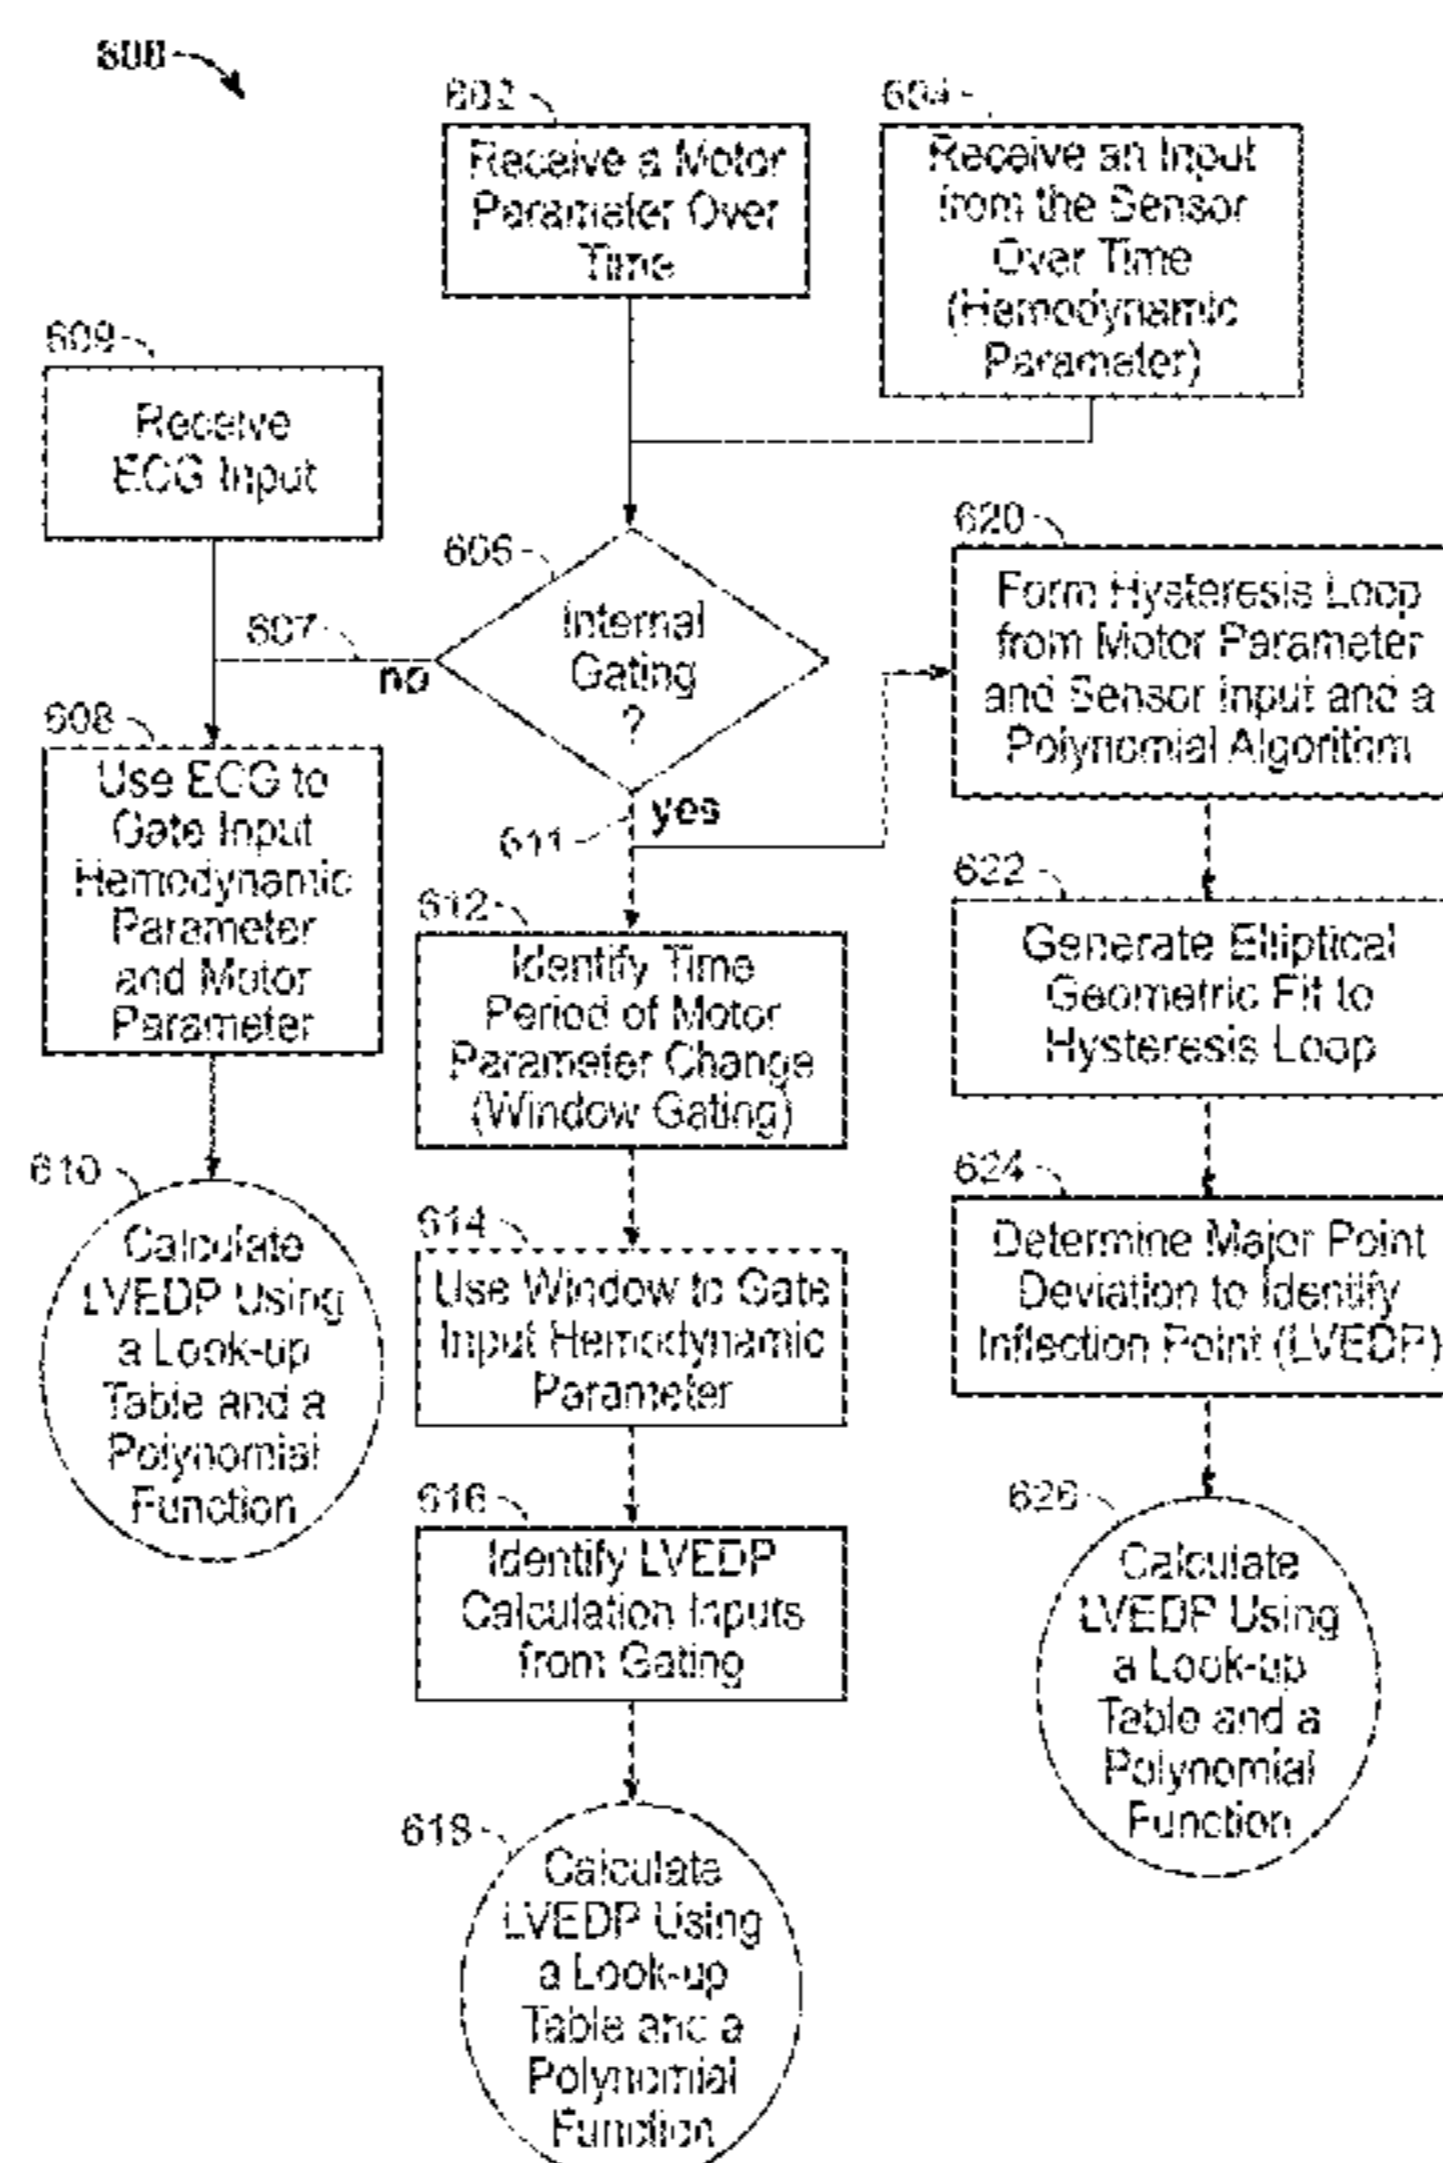 602
Receive a Motor
Parameter Over
Time
604
Receive an Input
from the Sensor
Over Time
(Hemodynamic
Parameter)
609
Receive
ECG Input
606
Internal
Gating
?
607
no
611
yes
608
Use ECG to
Gate Input
Hemodynamic
Parameter
and Motor
Parameter
610
Calculate
LVEDP Using
a Look-up
Table and a
Polynomial
Function
612
Identify Time
Period of Motor
Parameter Change
(Window Gating)
614
Use Window to Gate
Input Hemodynamic
Parameter
616
Identify LVEDP
Calculation Inputs
from Gating
618
Calculate
LVEDP Using
a Look-up
Table and a
Polynomial
Function
620
Form Hysteresis Loop
from Motor Parameter
and Sensor Input and a
Polynomial Algorithm
622
Generate Elliptical
Geometric Fit to
Hysteresis Loop
624
Determine Major Point
Deviation to Identify
Inflection Point (LVEDP)
626
Calculate
LVEDP Using
a Look-up
Table and a
Polynomial
Function